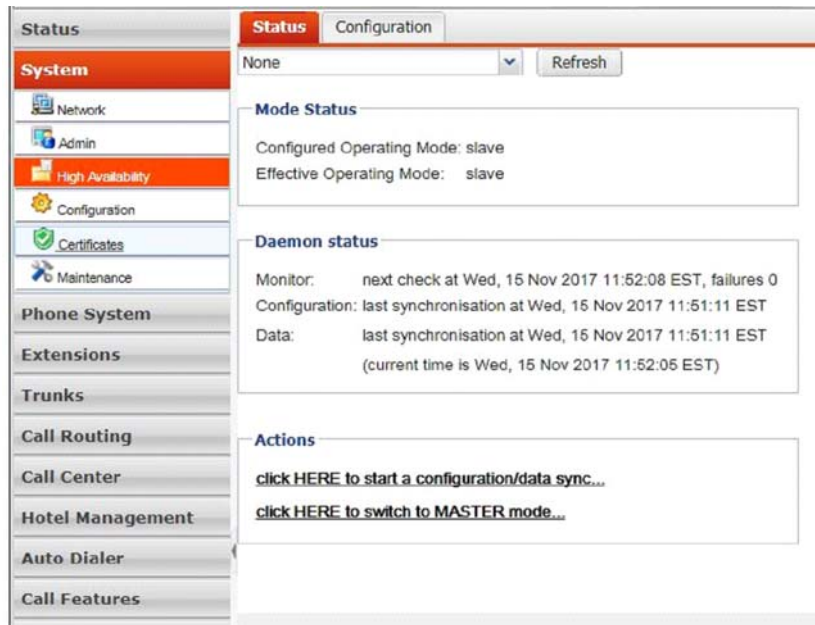 Status
System
Network
Admin
High Availability
Configuration
Certificates
Maintenance
Phone System
Extensions
Trunks
Call Routing
Call Center
Hotel Management
Auto Dialer
Call Features
Status Configuration
None Refresh
Mode Status
Configured Operating Mode: slave
Effective Operating Mode: slave
Daemon status
Monitor: next check at Wed, 15 Nov 2017 11:52:08 EST, failures 0
Configuration: last synchronisation at Wed, 15 Nov 2017 11:51:11 EST
Data: last synchronisation at Wed, 15 Nov 2017 11:51:11 EST
(current time is Wed, 15 Nov 2017 11:52:05 EST)
Actions
click HERE to start a configuration/data sync...
click HERE to switch to MASTER mode...